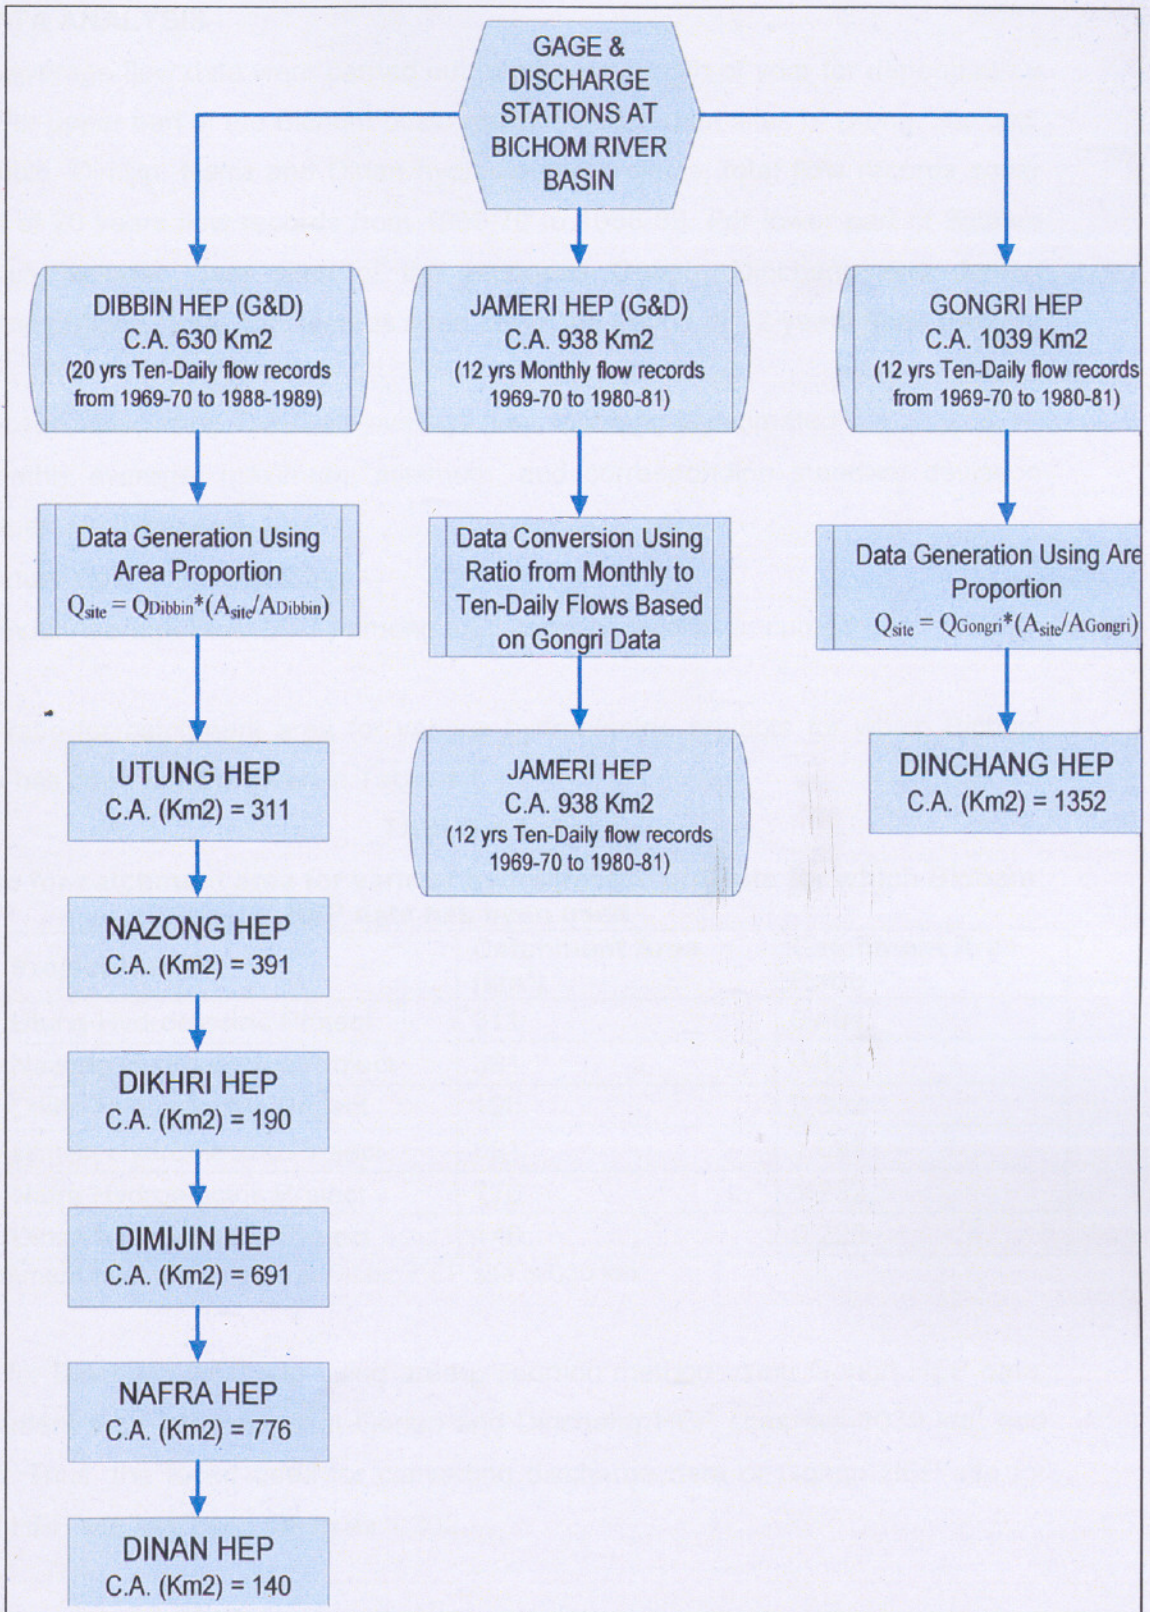 GAGE &
DISCHARGE
STATIONS AT
BICHOM RIVER
BASIN
DIBBIN HEP (G&D)
C.A. 630 Km2
(20 yrs Ten-Daily flow records
from 1969-70 to 1988-1989)
JAMERI HEP (G&D)
C.A. 938 Km2
(12 yrs Monthly flow records
1969-70 to 1980-81)
GONGRI HEP
C.A. 1039 Km2
(12 yrs Ten-Daily flow records
from 1969-70 to 1980-81)
Data Generation Using
Area Proportion
Qsite = QDibbin*(Asite/ADibbin)
Data Conversion Using
Ratio from Monthly to
Ten-Daily Flows Based
on Gongri Data
Data Generation Using Are
Proportion
Qsite = QGongri*(Asite/AGongri)
UTUNG HEP
C.A. (Km2) = 311
JAMERI HEP
C.A. 938 Km2
(12 yrs Ten-Daily flow records
1969-70 to 1980-81)
DINCHANG HEP
C.A. (Km2) = 1352
NAZONG HEP
C.A. (Km2) = 391
DIKHRI HEP
C.A. (Km2) = 190
DIMIJIN HEP
C.A. (Km2) = 691
NAFRA HEP
C.A. (Km2) = 776
DINAN HEP
C.A. (Km2) = 140